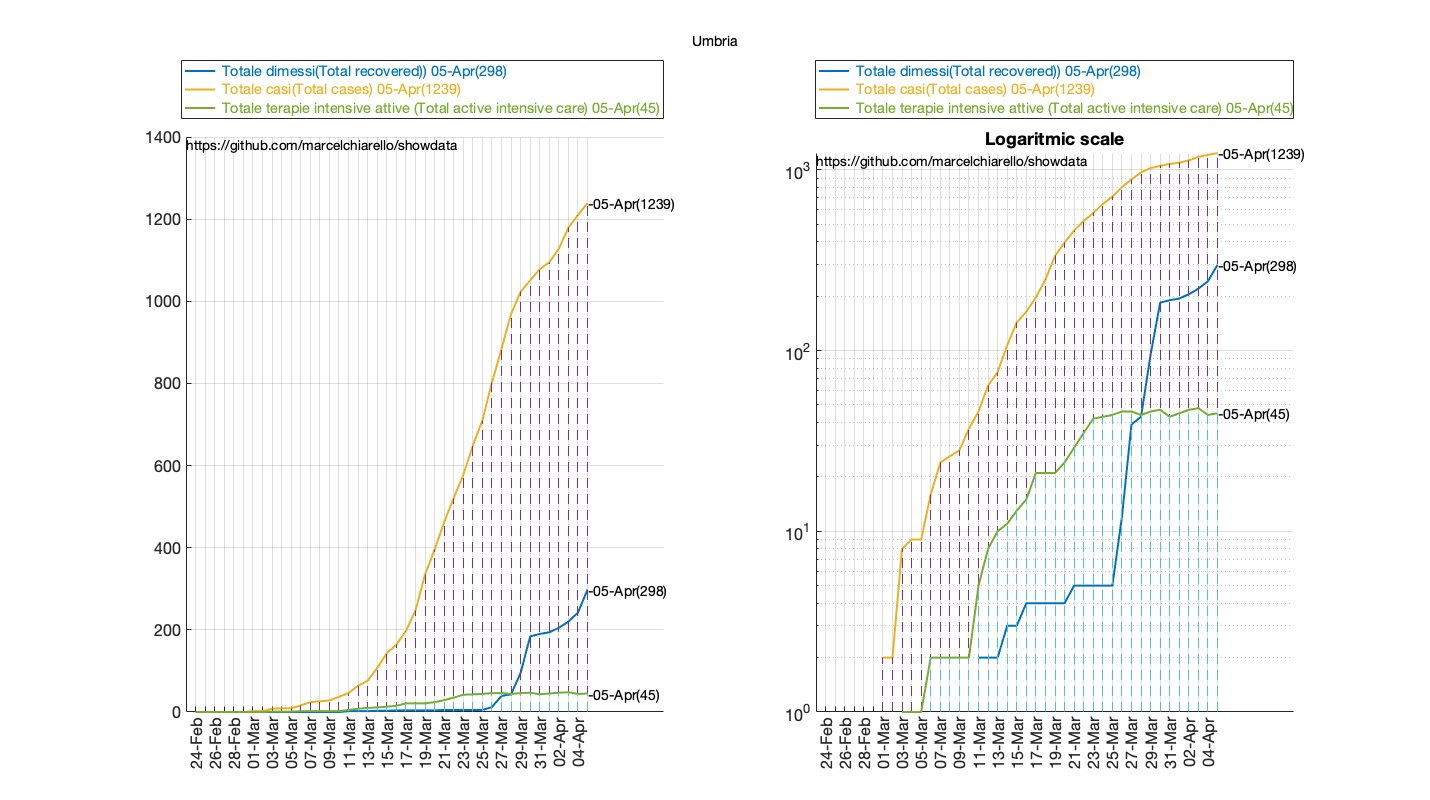 Umbria
Totale dimessi(Total recovered)) 05-Apr(298)
Totale casi(Total cases) 05-Apr(1239)
Totale terapie intensive attive (Total active intensive care) 05-Apr(45)
https://github.com/marcelchiarello/showdata
1400
1200
1000
800
600
400
200
0
-05-Apr(1239)
-05-Apr(298)
-05-Apr(45)
24-Feb
26-Feb
28-Feb
01-Mar
03-Mar
05-Mar
07-Mar
09-Mar
11-Mar
13-Mar
15-Mar
17-Mar
19-Mar
21-Mar
23-Mar
25-Mar
27-Mar
29-Mar
31-Mar
02-Apr
04-Apr
Totale dimessi(Total recovered)) 05-Apr(298)
Totale casi(Total cases) 05-Apr(1239)
Totale terapie intensive attive (Total active intensive care) 05-Apr(45)
Logaritmic scale
https://github.com/marcelchiarello/showdata
10^3
10^2
10^1
10^0
-05-Apr(1239)
-05-Apr(298)
-05-Apr(45)
24-Feb
26-Feb
28-Feb
01-Mar
03-Mar
05-Mar
07-Mar
09-Mar
11-Mar
13-Mar
15-Mar
17-Mar
19-Mar
21-Mar
23-Mar
25-Mar
27-Mar
29-Mar
31-Mar
02-Apr
04-Apr